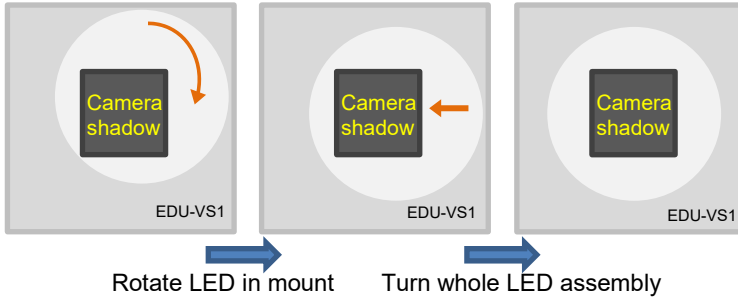 Camera
shadow
EDU-VS1
Camera
shadow
EDU-VS1
Camera
shadow
EDU-VS1
Rotate LED in mount
Turn whole LED assembly